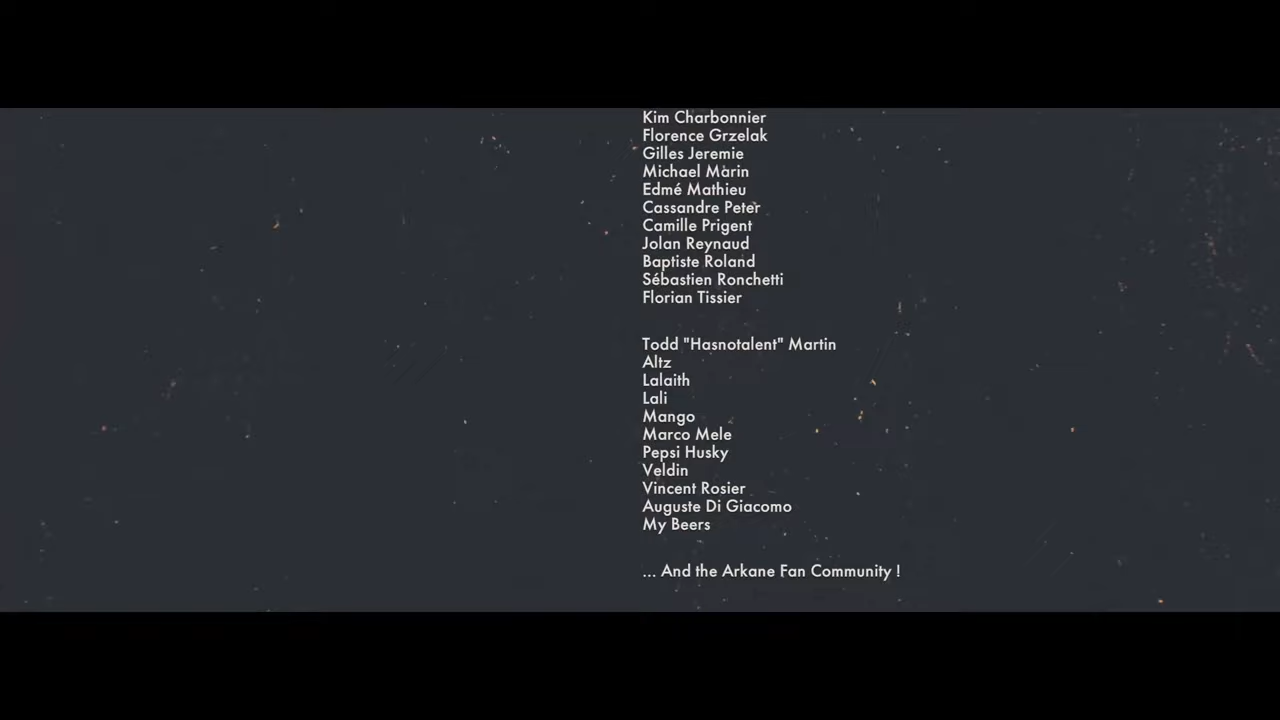 Kim Charbonnier
Florence Grzelak
Gilles Jeremie
Michael Marin
Edmé Mathieu
Cassandre Peter
Camille Prigent
Jolan Reynaud
Baptiste Roland
Sébastien Ronchetti
Florian Tissier
Todd "Hasnotalent" Martin
Altz
Lalaith
Lali
Mango
Marco Mele
Pepsi Husky
Veldin
Vincent Rosier
Auguste Di Giacomo
My Beers
... And the Arkane Fan Community !